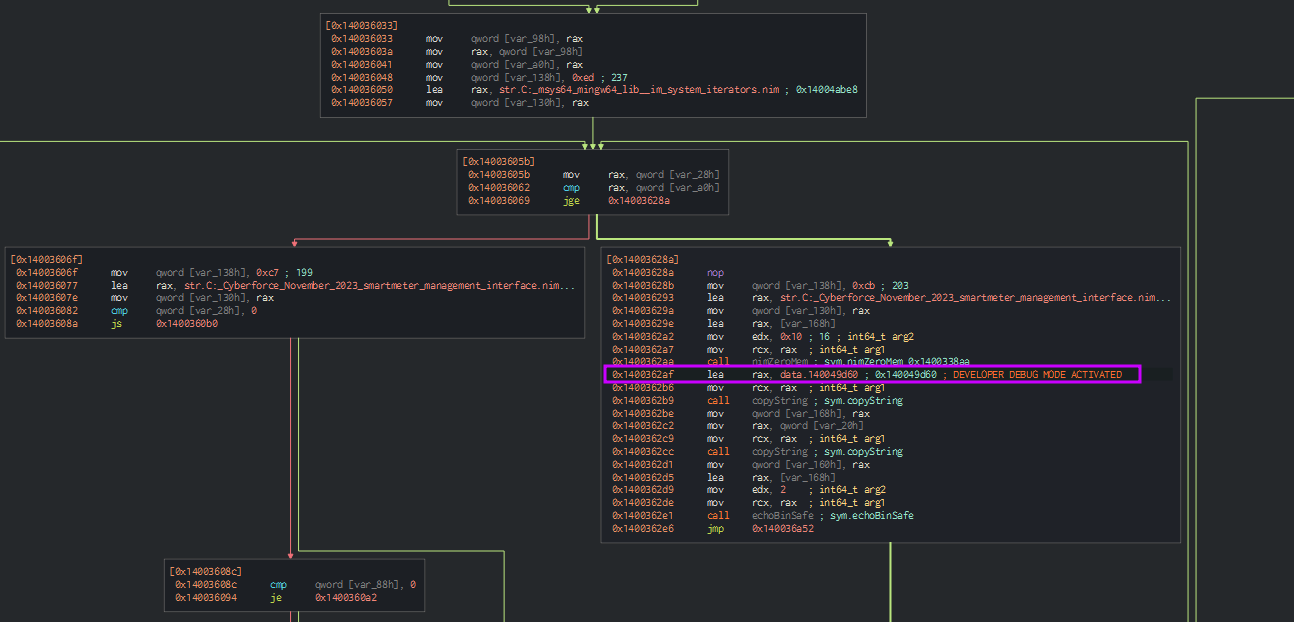 [0x140036033]
0x140036033 mov qword [var_98h], rax
0x14003603a mov rax, qword [var_98h]
0x140036041 mov qword [var_a0h], rax
0x140036048 mov qword [var_138h], 0xed ; 237
0x140036050 lea rax, str.C:_msys64_mingw64_lib__im_system_iterators.nim ; 0x14004abe8
0x140036057 mov qword [var_130h], rax
[0x14003605b]
0x14003605b mov rax, qword [var_28h]
0x140036062 cmp rax, qword [var_a0h]
0x140036069 jge 0x14003628a
[0x14003606f]
0x14003606f mov qword [var_138h], 0xc7 ; 199
0x140036077 lea rax, str.C:_Cyberforce_November_2023_smartmeter_management_interface.nim...
0x14003607e mov qword [var_130h], rax
0x140036082 cmp qword [var_28h], 0
0x14003608a js 0x1400360b0
[0x14003628a]
0x14003628a nop
0x14003628b mov qword [var_138h], 0xcb ; 203
0x140036293 lea rax, str.C:_Cyberforce_November_2023_smartmeter_management_interface.nim...
0x14003629a mov qword [var_130h], rax
0x14003629e lea rax, [var_168h]
0x1400362a2 mov edx, 0x10 ; 16 ; int64_t arg2
0x1400362a7 mov rcx, rax ; int64_t arg1
0x1400362aa call nimZeroMem ; sym.nimZeroMem 0x1400338aa
0x1400362af lea rax, data.140049d60 ; 0x140049d60 ; DEVELOPER DEBUG MODE ACTIVATED
0x1400362b6 mov rcx, rax ; int64_t arg1
0x1400362b9 call copyString ; sym.copyString
0x1400362be mov qword [var_168h], rax
0x1400362c2 mov rax, qword [var_20h]
0x1400362c9 mov rcx, rax ; int64_t arg1
0x1400362cc call copyString ; sym.copyString
0x1400362d1 mov qword [var_160h], rax
0x1400362d5 lea rax, [var_168h]
0x1400362d9 mov edx, 2 ; int64_t arg2
0x1400362de mov rcx, rax ; int64_t arg1
0x1400362e1 call echoBinSafe ; sym.echoBinSafe
0x1400362e6 jmp 0x140036a52
[0x14003608c]
0x14003608c cmp qword [var_88h], 0
0x140036094 je 0x1400360a2